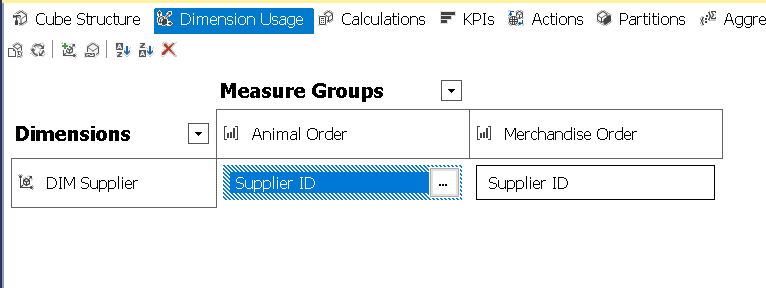 Cube Structure Dimension Usage Calculations KPIs Actions Partitions Aggre
Measure Groups
Dimensions Animal Order Merchandise Order
DIM Supplier Supplier ID ... Supplier ID